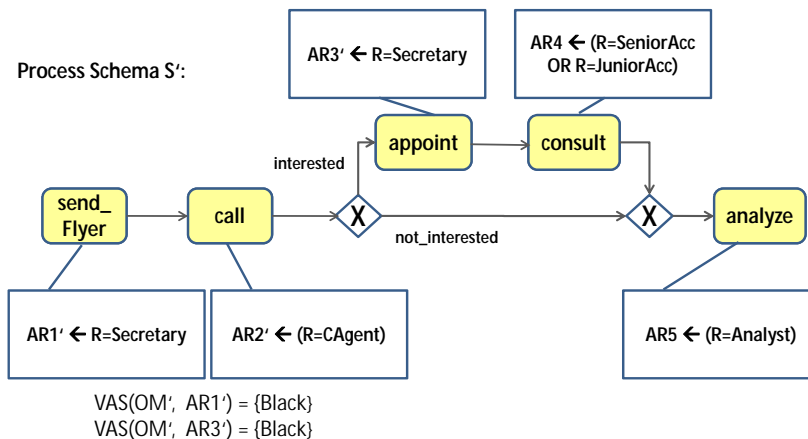 Process Schema S‘:
AR3‘ ← R=Secretary
AR4 ← (R=SeniorAcc
OR R=JuniorAcc)
appoint
consult
interested
send_
Flyer
call
X
not_interested
X
analyze
AR1‘ ← R=Secretary
AR2‘ ← (R=CAgent)
AR5 ← (R=Analyst)
VAS(OM‘, AR1‘) = {Black}
VAS(OM‘, AR3‘) = {Black}